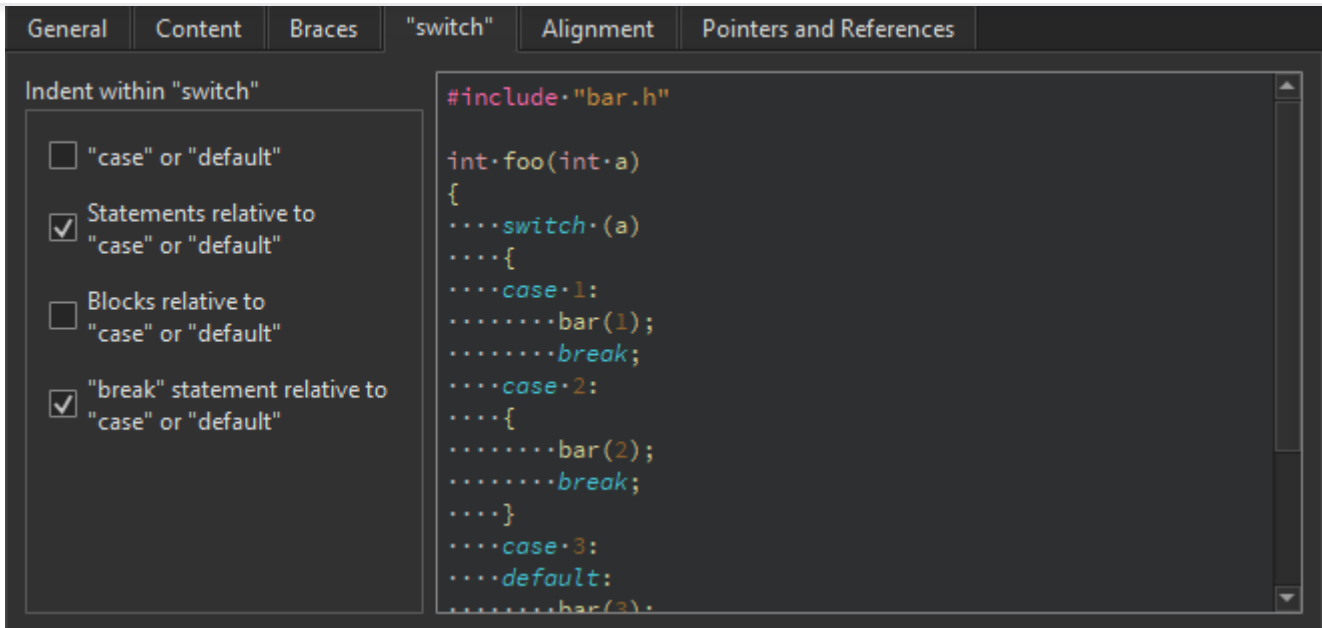 General Content Braces "switch" Alignment Pointers and References
Indent within "switch"
"case" or "default"
Statements relative to
"case" or "default"
Blocks relative to
"case" or "default"
"break" statement relative to
"case" or "default"
#include·"bar.h"
int·foo(int·a)
{
····switch·(a)
····{
····case·1:
········bar(1);
········break;
····case·2:
····{
········bar(2);
········break;
····}
····case·3:
····default:
········bar(3);